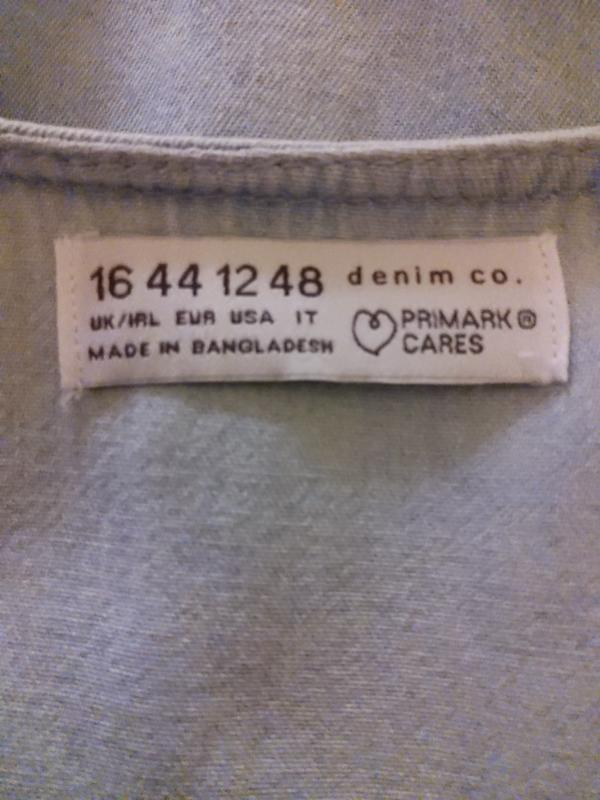 16 44 12 48 denim co.
UK/IRL EUR USA IT PRIMARK®
MADE IN BANGLADESH CARES